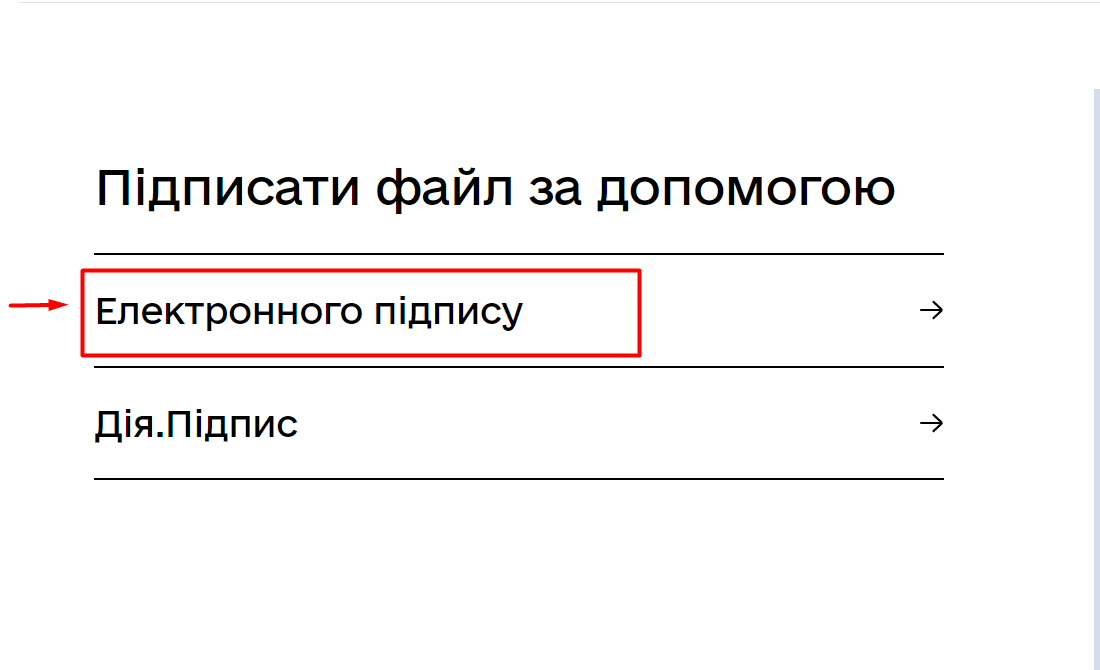 Підписати файл за допомогою
Електронного підпису
Дія.Підпис